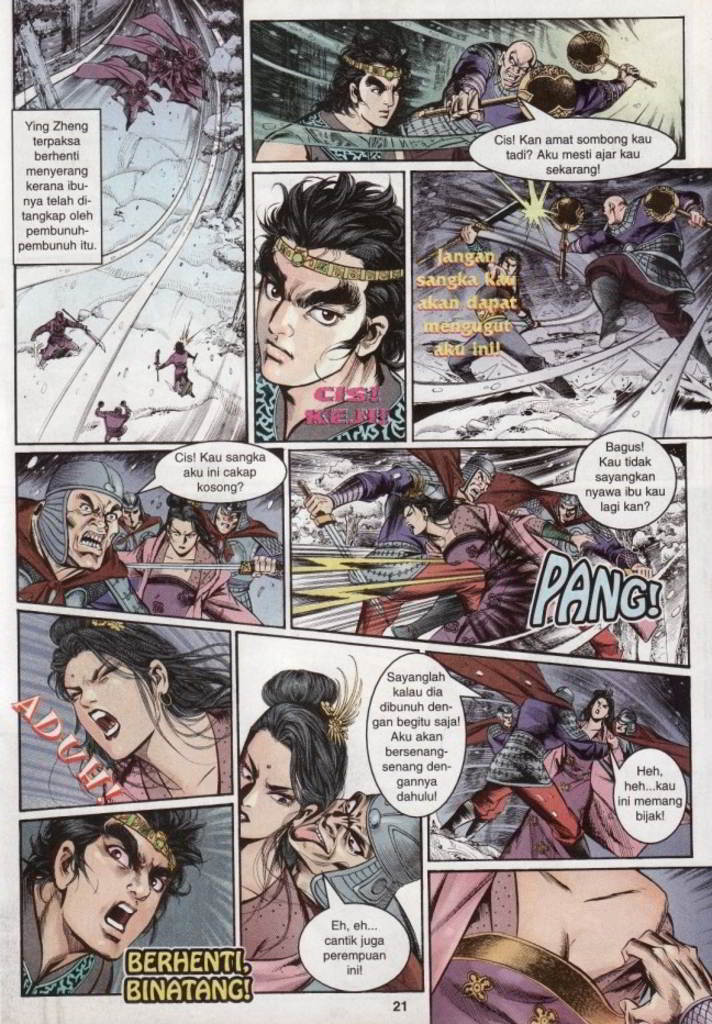 Ying Zheng
terpaksa
berhenti
menyerang
kerana ibu-
nya telah di-
tangkap oleh
pembunuh-
pembunuh itu.
Cis! Kan amat sombong kau
tadi? Aku mesti ajar kau
sekarang!
CIS!
KEJI!
Jangan
sangka kau
akan dapat
mengugut
aku ini!
Cis! Kau sangka
aku ini cakap
kosong?
Bagus!
Kau tidak
sayangkan
nyawa ibu kau
lagi kan?
PANG!
ADUH!
Sayanglah
kalau dia
dibunuh den-
gan begitu saja!
Aku akan
bersenang-
senang den-
gannya
dahulu!
Heh,
heh...kau
ini memang
bijak!
BERHENTI,
BINATANG!
Eh, eh...
cantik juga
perempuan
ini!
21